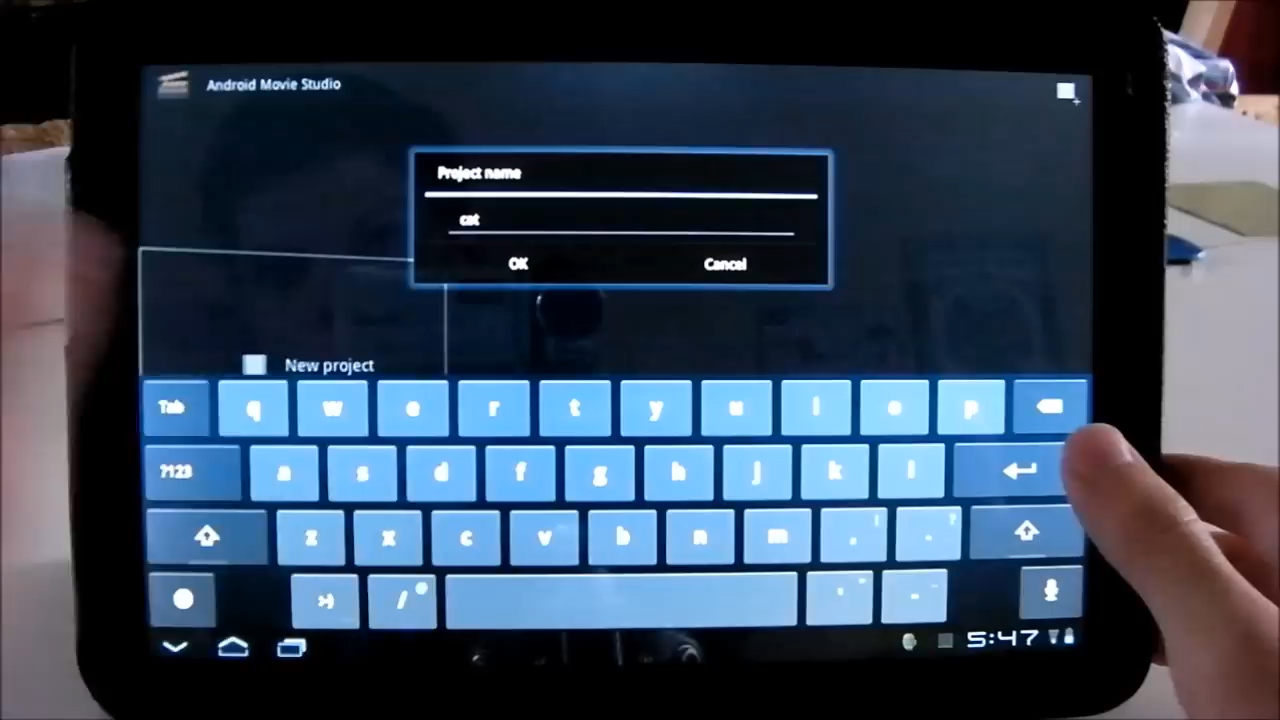 Android Movie Studio
Project name
cat
OK Cancel
New project
Tab q w e r t y u i o p
?123 a s d f g h j k l
z x c v b n m , ! . ?
:-) / @ ' " - _
5:47